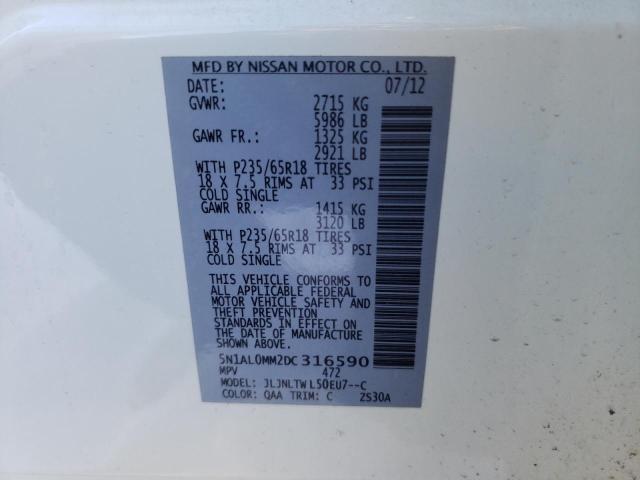 MFD BY NISSAN MOTOR CO., LTD.
DATE: 07/12
GVWR: 2715 KG
5986 LB
GAWR FR.: 1325 KG
2921 LB
WITH P235/65R18 TIRES
18 X 7.5 RIMS AT 33 PSI
COLD SINGLE
GAWR RR.: 1415 KG
3120 LB
WITH P235/65R18 TIRES
18 X 7.5 RIMS AT 33 PSI
COLD SINGLE
THIS VEHICLE CONFORMS TO
ALL APPLICABLE FEDERAL
MOTOR VEHICLE SAFETY AND
THEFT PREVENTION
STANDARDS IN EFFECT ON
THE DATE OF MANUFACTURE
SHOWN ABOVE.
5N1AL0MM2DC316590
MPV 472
MODEL: JLJNLTWL50EU7--C
COLOR: QAA TRIM: C ZS30A